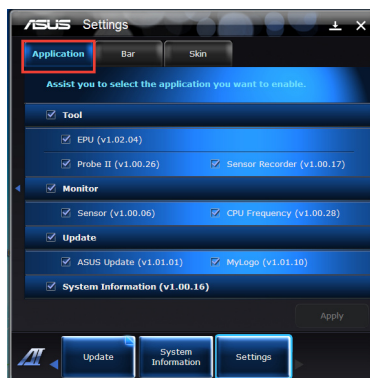 ASUS Settings
Application Bar Skin
Assist you to select the application you want to enable.
Tool
EPU (v1.02.04)
Probe II (v1.00.26) Sensor Recorder (v1.00.17)
Monitor
Sensor (v1.00.06) CPU Frequency (v1.00.28)
Update
ASUS Update (v1.01.01) MyLogo (v1.01.10)
System Information (v1.00.16)
Apply
AI Update System Information Settings